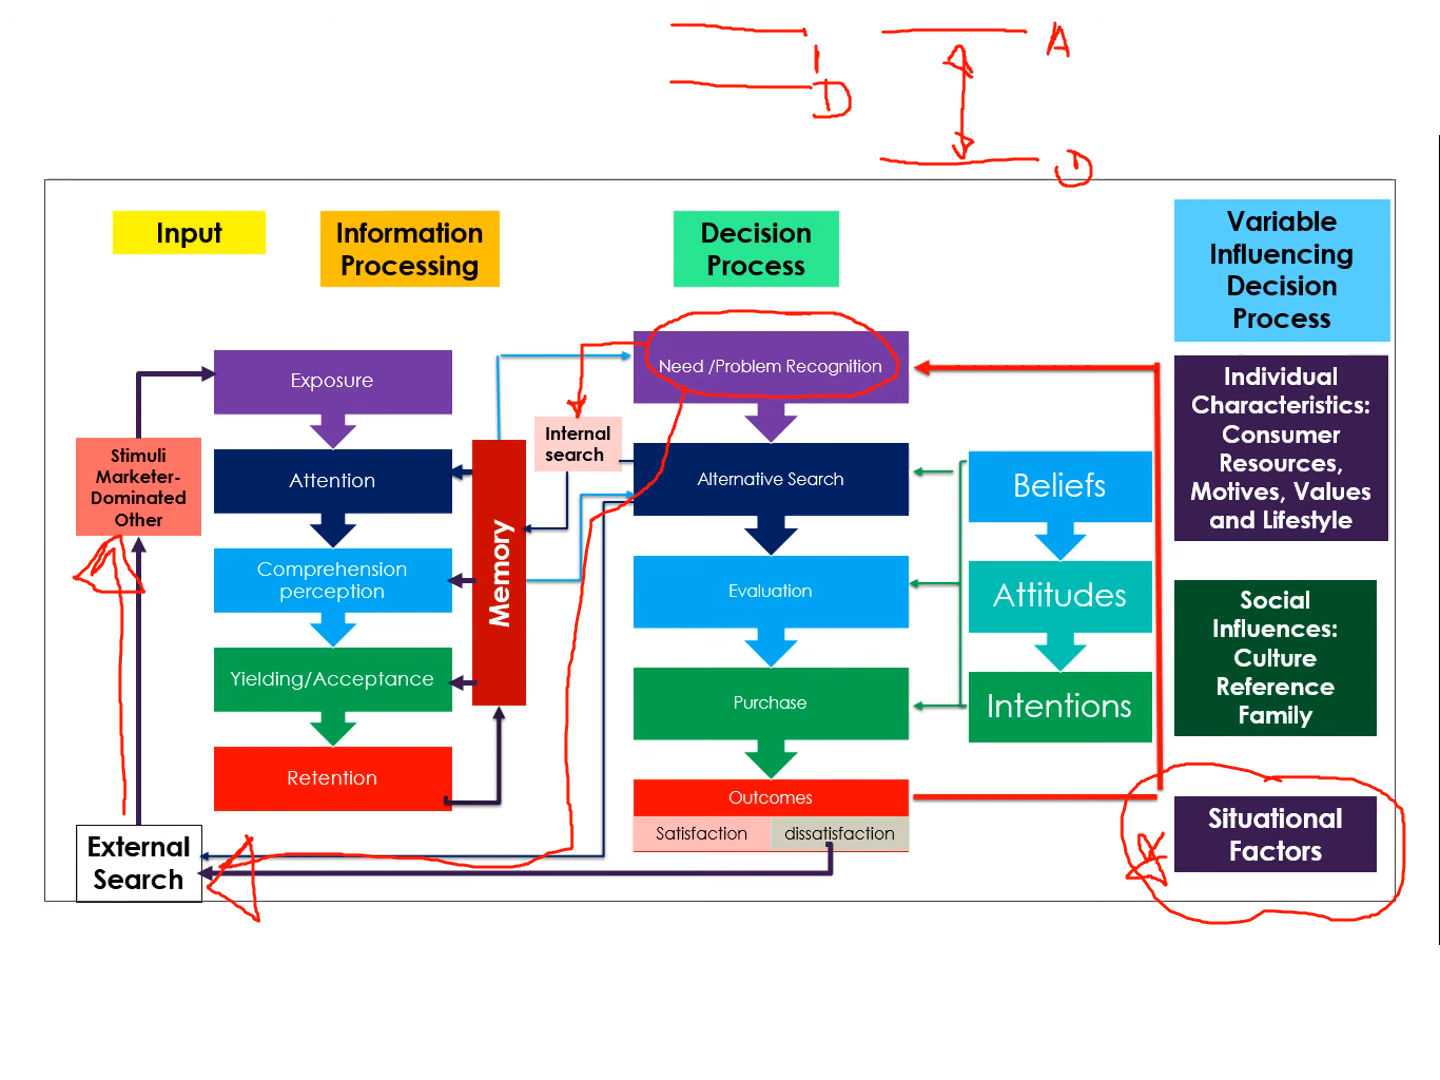 A
D
D
Input
Information
Processing
Decision
Process
Variable
Influencing
Decision
Process
Exposure
Attention
Comprehension
perception
Yielding/Acceptance
Retention
Stimuli
Marketer-
Dominated
Other
External
Search
Memory
Internal
search
Need /Problem Recognition
Alternative Search
Evaluation
Purchase
Outcomes
Satisfaction
dissatisfaction
Beliefs
Attitudes
Intentions
Individual
Characteristics:
Consumer
Resources,
Motives, Values
and Lifestyle
Social
Influences:
Culture
Reference
Family
Situational
Factors